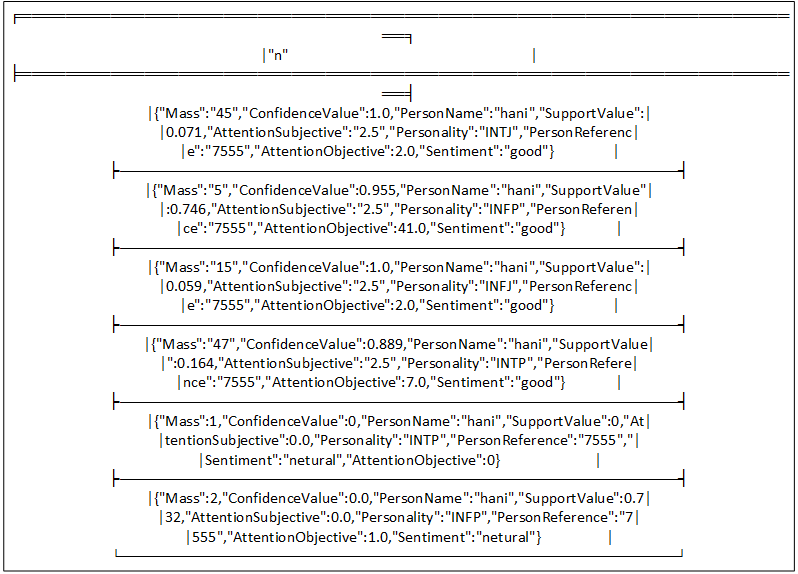 "n"
{"Mass":"45","ConfidenceValue":1.0,"PersonName":"hani","SupportValue":
0.071,"AttentionSubjective":"2.5","Personality":"INTJ","PersonReferenc
e":"7555","AttentionObjective":2.0,"Sentiment":"good"}
{"Mass":"5","ConfidenceValue":0.955,"PersonName":"hani","SupportValue"
:0.746,"AttentionSubjective":"2.5","Personality":"INFP","PersonReferen
ce":"7555","AttentionObjective":41.0,"Sentiment":"good"}
{"Mass":"15","ConfidenceValue":1.0,"PersonName":"hani","SupportValue":
0.059,"AttentionSubjective":"2.5","Personality":"INFJ","PersonReferenc
e":"7555","AttentionObjective":2.0,"Sentiment":"good"}
{"Mass":"47","ConfidenceValue":0.889,"PersonName":"hani","SupportValue
":0.164,"AttentionSubjective":"2.5","Personality":"INTP","PersonRefere
nce":"7555","AttentionObjective":7.0,"Sentiment":"good"}
{"Mass":1,"ConfidenceValue":0,"PersonName":"hani","SupportValue":0,"At
tentionSubjective":0.0,"Personality":"INTP","PersonReference":"7555","
Sentiment":"netural","AttentionObjective":0}
{"Mass":2,"ConfidenceValue":0.0,"PersonName":"hani","SupportValue":0.7
32,"AttentionSubjective":0.0,"Personality":"INFP","PersonReference":"7
555","AttentionObjective":1.0,"Sentiment":"netural"}